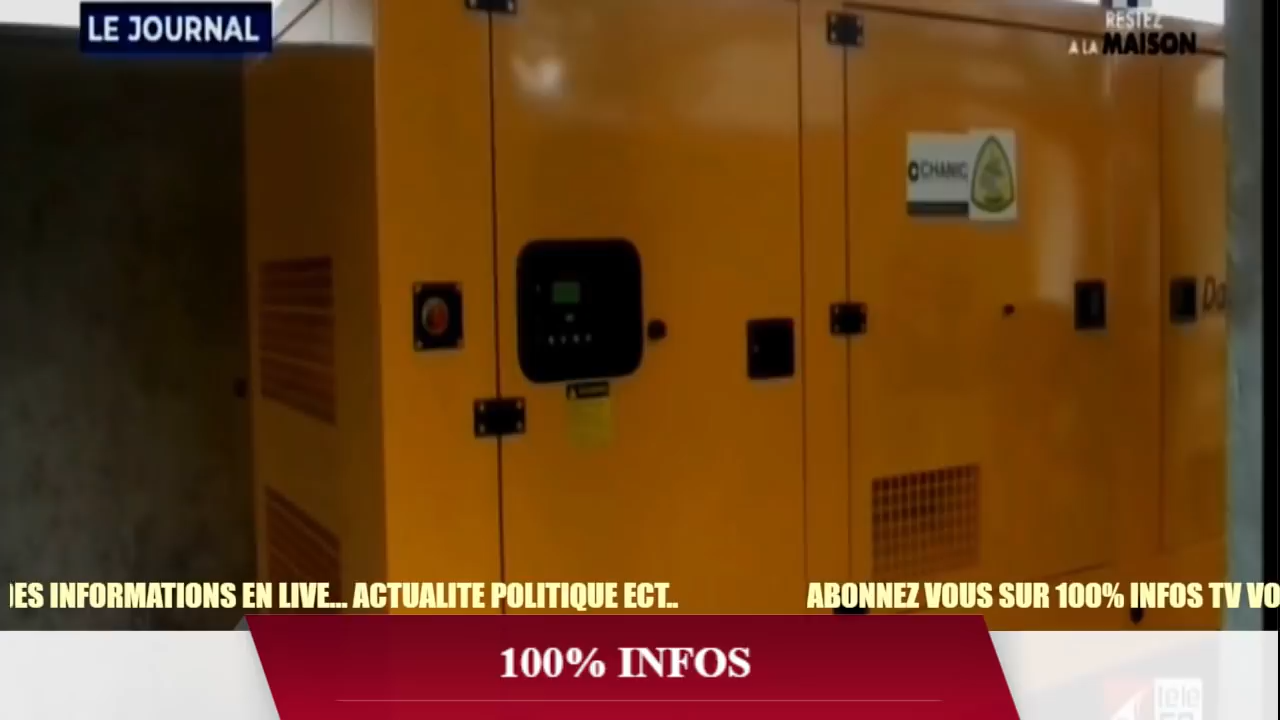 LE JOURNAL
RESTEZ
A LA MAISON
CHANIC
DES INFORMATIONS EN LIVE... ACTUALITE POLITIQUE ECT..
ABONNEZ VOUS SUR 100% INFOS TV VO
100% INFOS